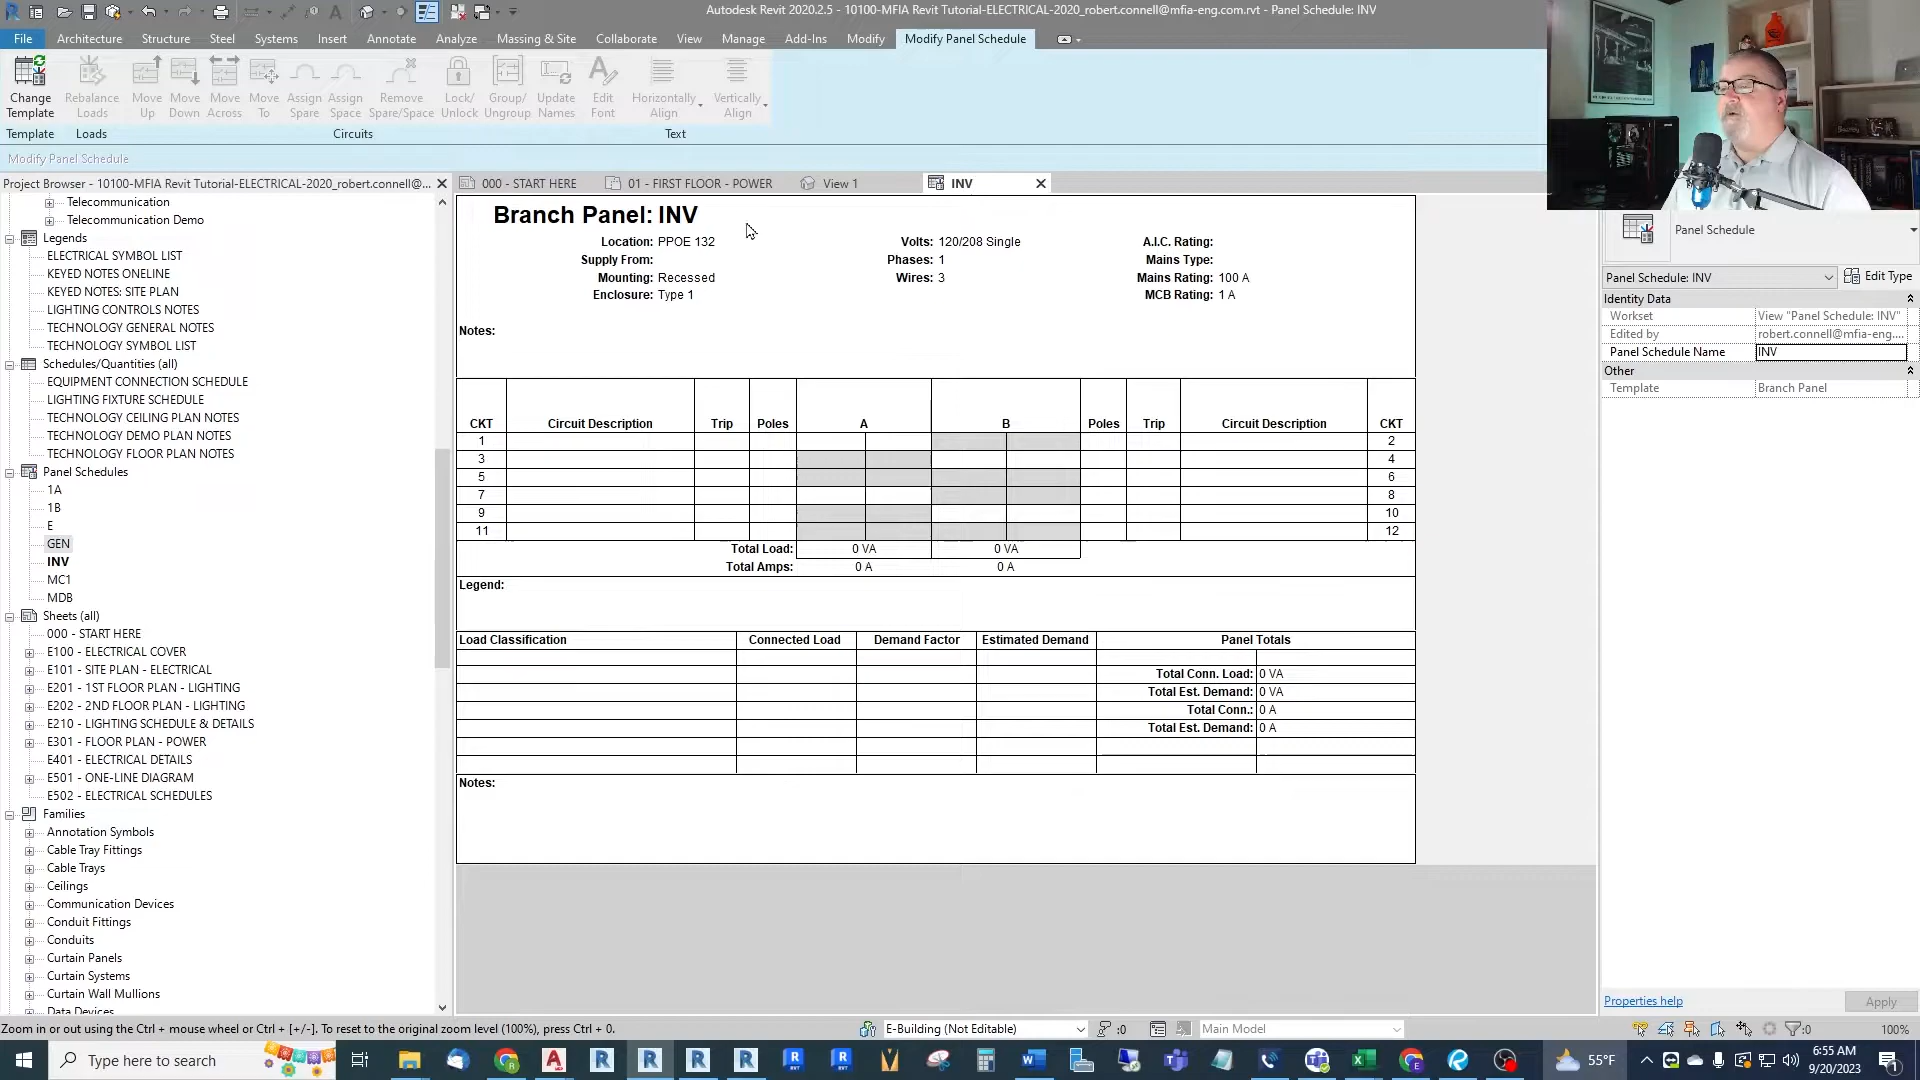 Autodesk Revit 2020.2.5 - 10100-MFIA Revit Tutorial-ELECTRICAL-2020_robert.connell@mfia-eng.com.rvt - Panel Schedule: INV
File Architecture Structure Steel Systems Insert Annotate Analyze Massing & Site Collaborate View Manage Add-Ins Modify Modify Panel Schedule
Change Template
Rebalance Loads
Move Up
Move Down
Move Across
Move To
Assign Spare
Assign Space
Remove Spare/Space
Lock/ Unlock
Group/ Ungroup
Update Names
Edit Font
Horizontally Align
Vertically Align
Template Loads Circuits Text
Modify Panel Schedule
Project Browser - 10100-MFIA Revit Tutorial-ELECTRICAL-2020_robert.connell@...
000 - START HERE
01 - FIRST FLOOR - POWER
View 1
INV
Telecommunication
Telecommunication Demo
Legends
ELECTRICAL SYMBOL LIST
KEYED NOTES ONELINE
KEYED NOTES: SITE PLAN
LIGHTING CONTROLS NOTES
TECHNOLOGY GENERAL NOTES
TECHNOLOGY SYMBOL LIST
Schedules/Quantities (all)
EQUIPMENT CONNECTION SCHEDULE
LIGHTING FIXTURE SCHEDULE
TECHNOLOGY CEILING PLAN NOTES
TECHNOLOGY DEMO PLAN NOTES
TECHNOLOGY FLOOR PLAN NOTES
Panel Schedules
1A
1B
E
GEN
INV
MC1
MDB
Sheets (all)
000 - START HERE
E100 - ELECTRICAL COVER
E101 - SITE PLAN - ELECTRICAL
E201 - 1ST FLOOR PLAN - LIGHTING
E202 - 2ND FLOOR PLAN - LIGHTING
E210 - LIGHTING SCHEDULE & DETAILS
E301 - FLOOR PLAN - POWER
E401 - ELECTRICAL DETAILS
E501 - ONE-LINE DIAGRAM
E502 - ELECTRICAL SCHEDULES
Families
Annotation Symbols
Cable Tray Fittings
Cable Trays
Ceilings
Communication Devices
Conduit Fittings
Conduits
Curtain Panels
Curtain Systems
Curtain Wall Mullions
Data Devices
Branch Panel: INV
Location: PPOE 132 Volts: 120/208 Single A.I.C. Rating:
Supply From: Phases: 1 Mains Type:
Mounting: Recessed Wires: 3 Mains Rating: 100 A
Enclosure: Type 1 MCB Rating: 1 A
Notes:
CKT Circuit Description Trip Poles A B Poles Trip Circuit Description CKT
1 2
3 4
5 6
7 8
9 10
11 12
Total Load: 0 VA 0 VA
Total Amps: 0 A 0 A
Legend:
Load Classification Connected Load Demand Factor Estimated Demand Panel Totals
Total Conn. Load: 0 VA
Total Est. Demand: 0 VA
Total Conn.: 0 A
Total Est. Demand: 0 A
Notes:
Panel Schedule
Panel Schedule: INV Edit Type
Identity Data
Workset View "Panel Schedule: INV"
Edited by robert.connell@mfia-eng....
Panel Schedule Name INV
Other
Template Branch Panel
Properties help Apply
Zoom in or out using the Ctrl + mouse wheel or Ctrl + [+/-]. To reset to the original zoom level (100%), press Ctrl + 0.
E-Building (Not Editable) :0 Main Model :0 100%
Type here to search
55°F
6:55 AM
9/20/2023